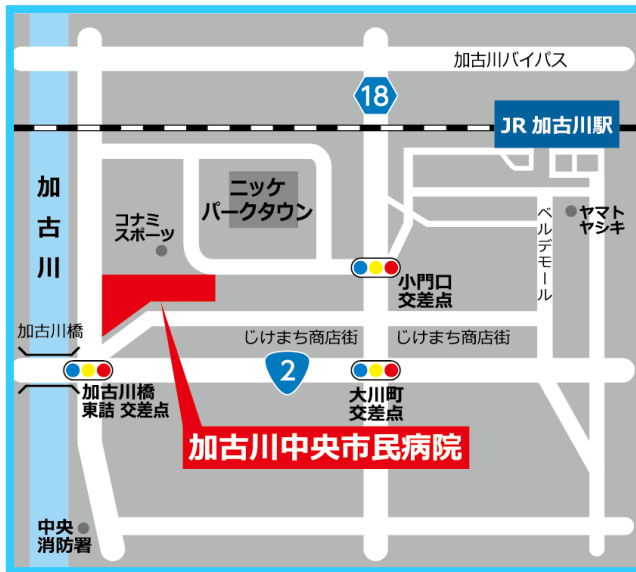 加古川バイパス
18
JR 加古川駅
加古川
ニッケ
パークタウン
コナミ
スポーツ
ベルデモール
ヤマト
ヤシキ
小門口
交差点
加古川橋
じけまち商店街
じけまち商店街
2
加古川橋
東詰 交差点
大川町
交差点
加古川中央市民病院
中央
消防署